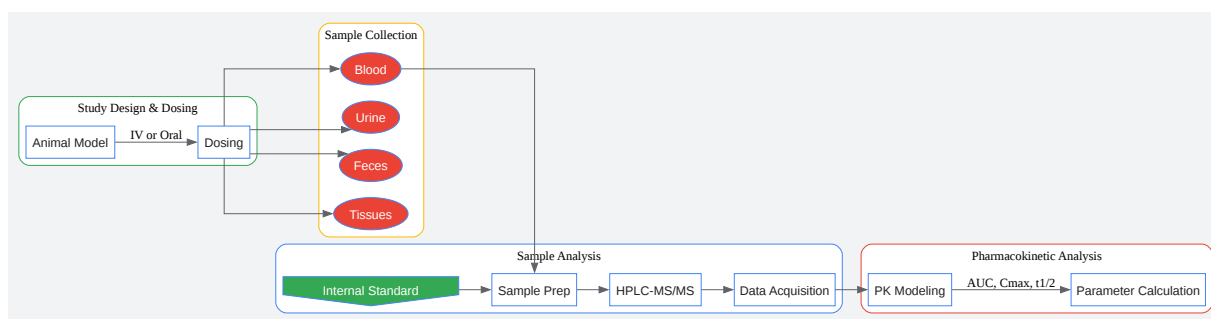 Sample Collection
Blood
Urine
Feces
Tissues
Study Design & Dosing
Animal Model
IV or Oral
Dosing
Sample Analysis
Internal Standard
Sample Prep
HPLC-MS/MS
Data Acquisition
Pharmacokinetic Analysis
PK Modeling
AUC, Cmax, t1/2
Parameter Calculation